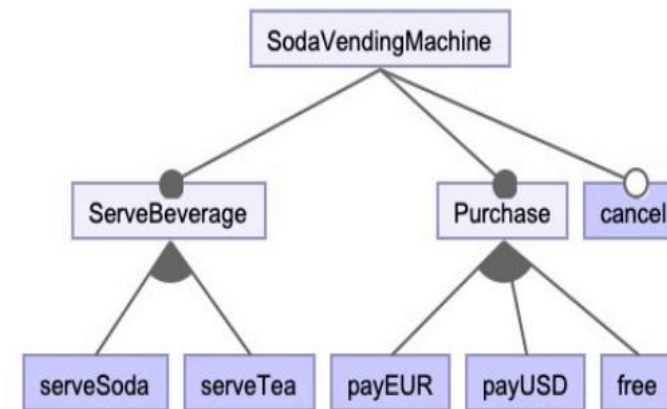 SodaVendingMachine
ServeBeverage
Purchase
cancel
serveSoda
serveTea
payEUR
payUSD
free